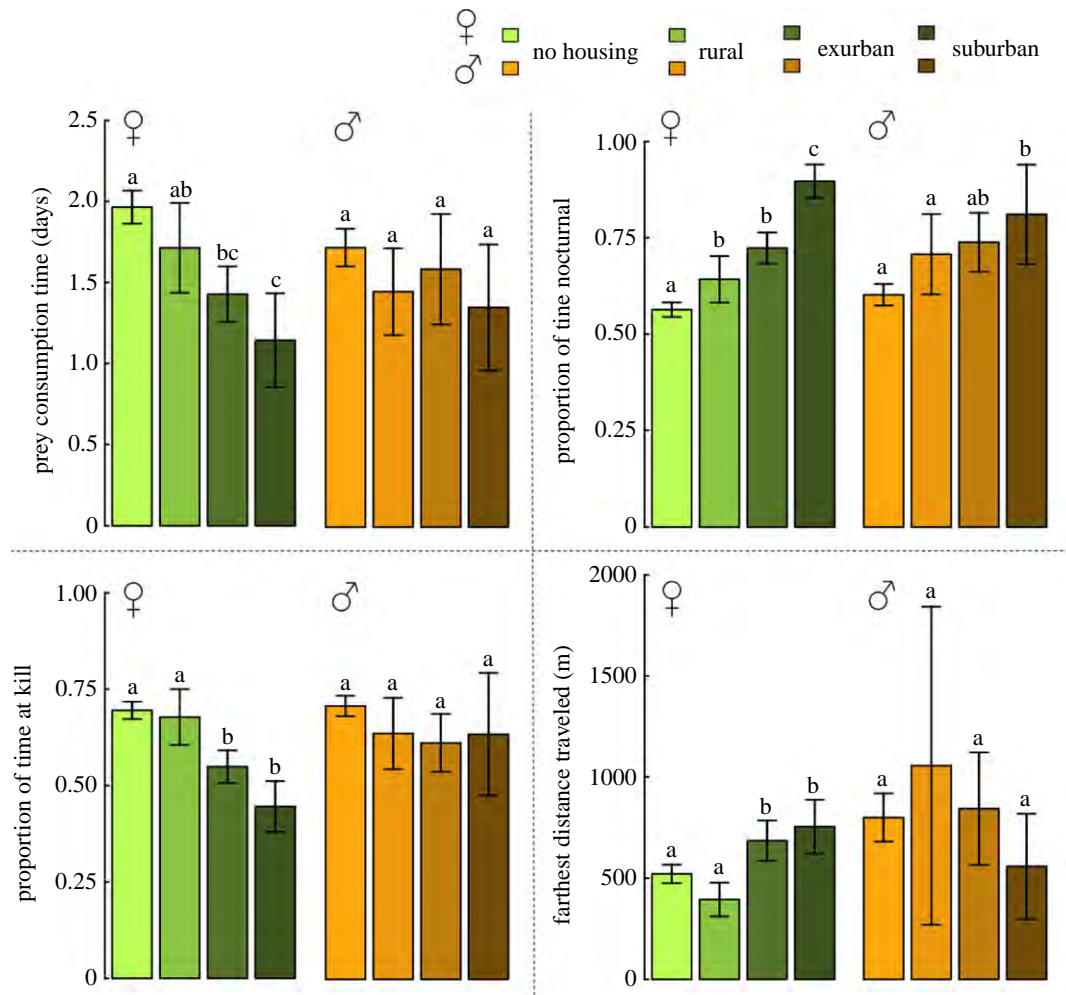 ♀
♂
no housing
rural
exurban
suburban
prey consumption time (days)
2.5
2.0
1.5
1.0
0.5
0
♀
a
ab
bc
c
♂
a
a
a
a
proportion of tine nocturnal
1.00
0.75
0.50
0.25
0
♀
a
b
b
c
♂
a
a
ab
b
proportion of time at kill
1.00
0.75
0.50
0.25
0
♀
a
a
b
b
♂
a
a
a
a
farthest distance traveled (m)
2000
1500
1000
500
0
♀
a
a
b
b
♂
a
a
a
a